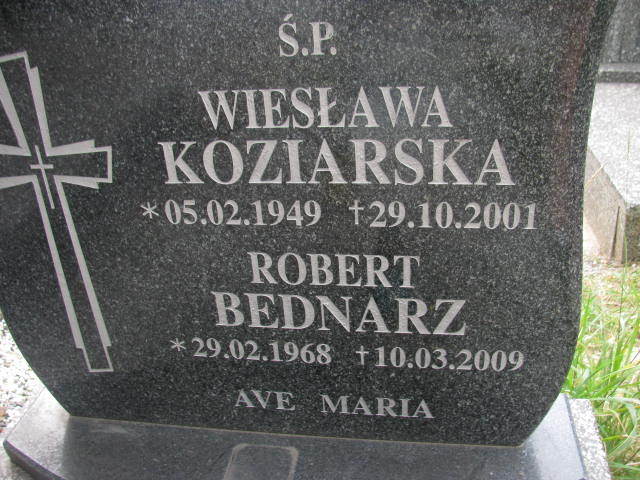 Ś.P.
WIESŁAWA
KOZIARSKA
*05.02.1949 †29.10.2001
ROBERT
BEDNARZ
*29.02.1968 †10.03.2009
AVE MARIA